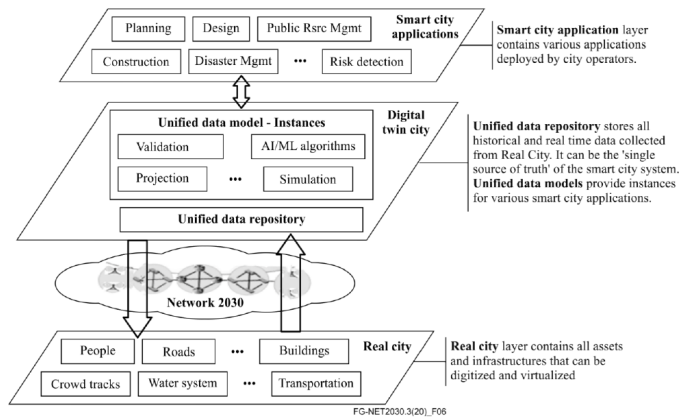 Planning
Design
Public Rsrc Mgmt
Smart city
applications
Construction
Disaster Mgmt
•••
Risk detection
Smart city application layer
contains various applications
deployed by city operators.
Unified data model - Instances
Digital
twin city
Validation
AI/ML algorithms
Projection
•••
Simulation
Unified data repository
Unified data repository stores all
historical and real time data collected
from Real City. It can be the 'single
source of truth' of the smart city system.
Unified data models provide instances
for various smart city applications.
Network 2030
People
Roads
•••
Buildings
Real city
Crowd tracks
Water system
•••
Transportation
Real city layer contains all assets
and infrastructures that can be
digitized and virtualized
FG-NET2030.3(20)_F06